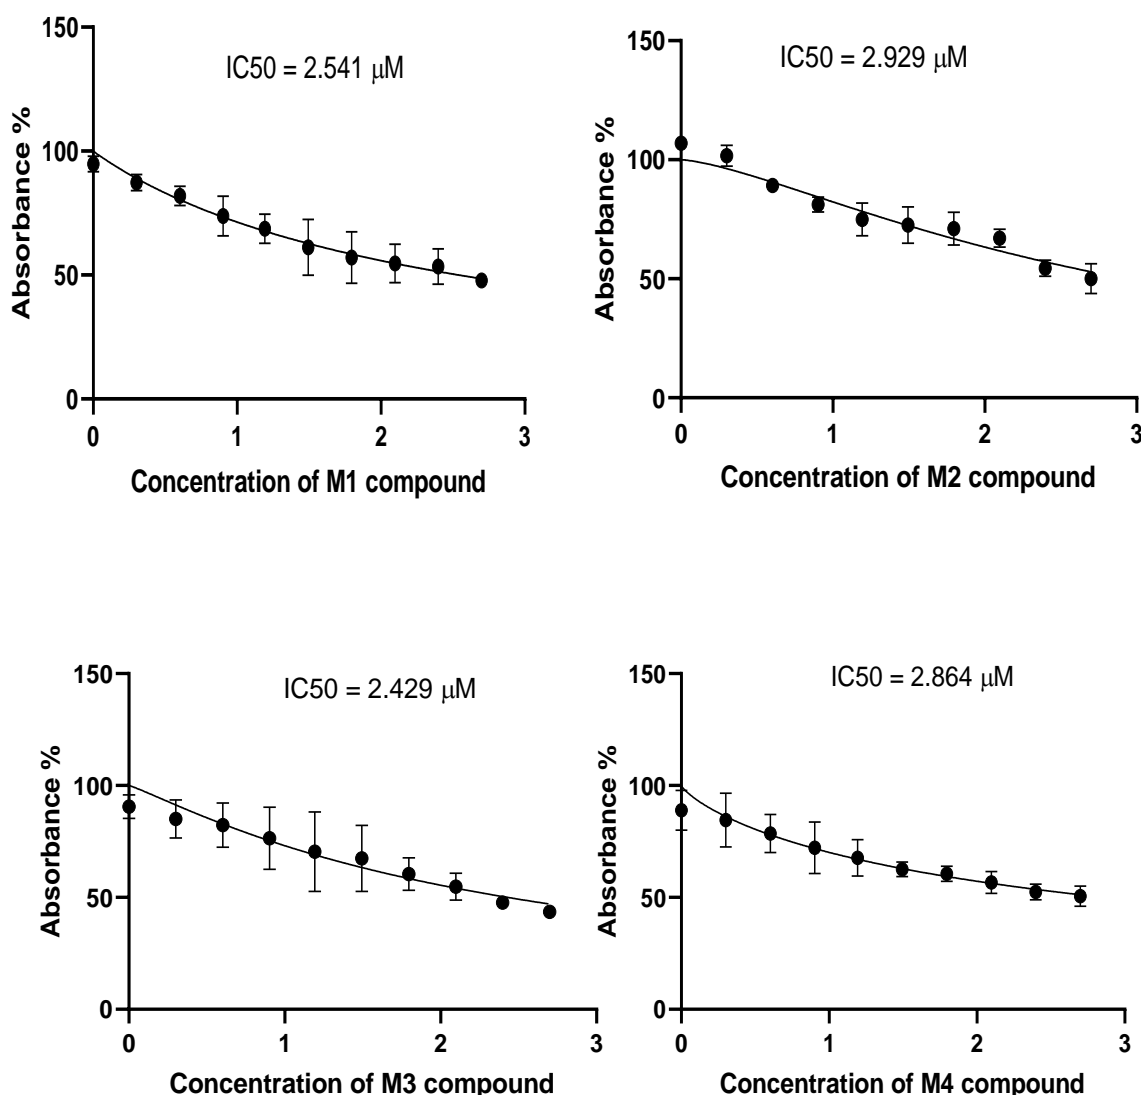 IC50 = 2.541 μM
Absorbance %
150
100
50
0
0 1 2 3
Concentration of M1 compound
IC50 = 2.929 μM
Absorbance %
150
100
50
0
0 1 2 3
Concentration of M2 compound
IC50 = 2.429 μM
Absorbance %
150
100
50
0
0 1 2 3
Concentration of M3 compound
IC50 = 2.864 μM
Absorbance %
150
100
50
0
0 1 2 3
Concentration of M4 compound